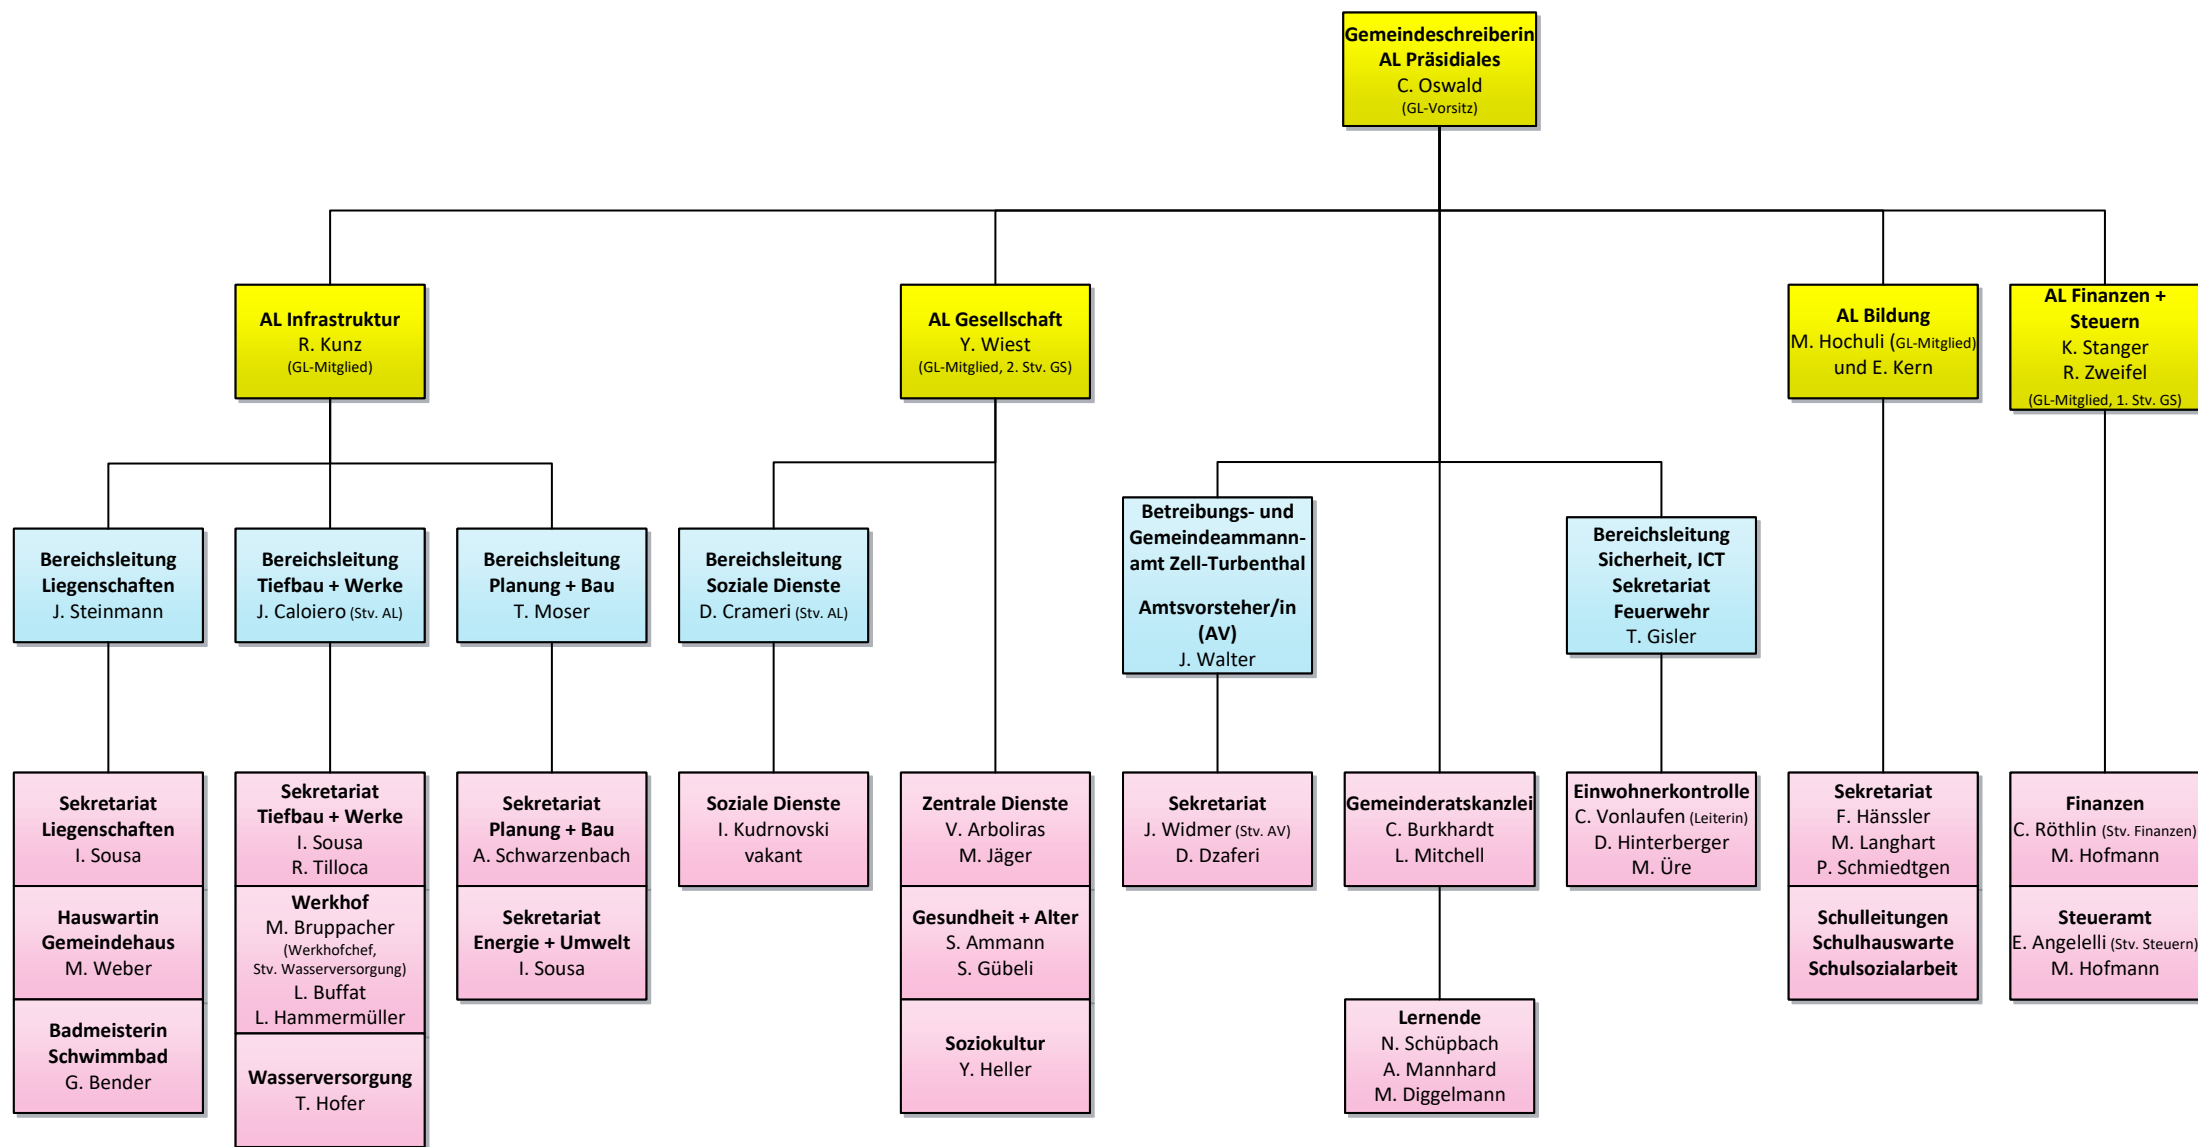 Gemeindeschreiberin
AL Präsidiales
C. Oswald
(GL-Vorsitz)
AL Infrastruktur
R. Kunz
(GL-Mitglied)
AL Gesellschaft
Y. Wiest
(GL-Mitglied, 2. Stv. GS)
AL Bildung
M. Hochuli (GL-Mitglied)
und E. Kern
AL Finanzen +
Steuern
K. Stanger
R. Zweifel
(GL-Mitglied, 1. Stv. GS)
Bereichsleitung
Liegenschaften
J. Steinmann
Bereichsleitung
Tiefbau + Werke
J. Caloiero (Stv. AL)
Bereichsleitung
Planung + Bau
T. Moser
Bereichsleitung
Soziale Dienste
D. Crameri (Stv. AL)
Betreibungs- und
Gemeindeammann-
amt Zell-Turbenthal
Amtsvorsteher/in
(AV)
J. Walter
Bereichsleitung
Sicherheit, ICT
Sekretariat
Feuerwehr
T. Gisler
Sekretariat
Liegenschaften
I. Sousa
Hauswartin
Gemeindehaus
M. Weber
Badmeisterin
Schwimmbad
G. Bender
Sekretariat
Tiefbau + Werke
I. Sousa
R. Tilloca
Werkhof
M. Bruppacher
(Werkhofchef,
Stv. Wasserversorgung)
L. Buffat
L. Hammermüller
Wasserversorgung
T. Hofer
Sekretariat
Planung + Bau
A. Schwarzenbach
Sekretariat
Energie + Umwelt
I. Sousa
Soziale Dienste
I. Kudrnovski
vakant
Zentrale Dienste
V. Arboliras
M. Jäger
Gesundheit + Alter
S. Ammann
S. Gübeli
Soziokultur
Y. Heller
Sekretariat
J. Widmer (Stv. AV)
D. Dzaferi
Gemeinderatskanzlei
C. Burkhardt
L. Mitchell
Lernende
N. Schüpbach
A. Mannhard
M. Diggelmann
Einwohnerkontrolle
C. Vonlaufen (Leiterin)
D. Hinterberger
M. Üre
Sekretariat
F. Hänssler
M. Langhart
P. Schmiedtgen
Schulleitungen
Schulhauswarte
Schulsozialarbeit
Finanzen
C. Röthlin (Stv. Finanzen)
M. Hofmann
Steueramt
E. Angelelli (Stv. Steuern)
M. Hofmann